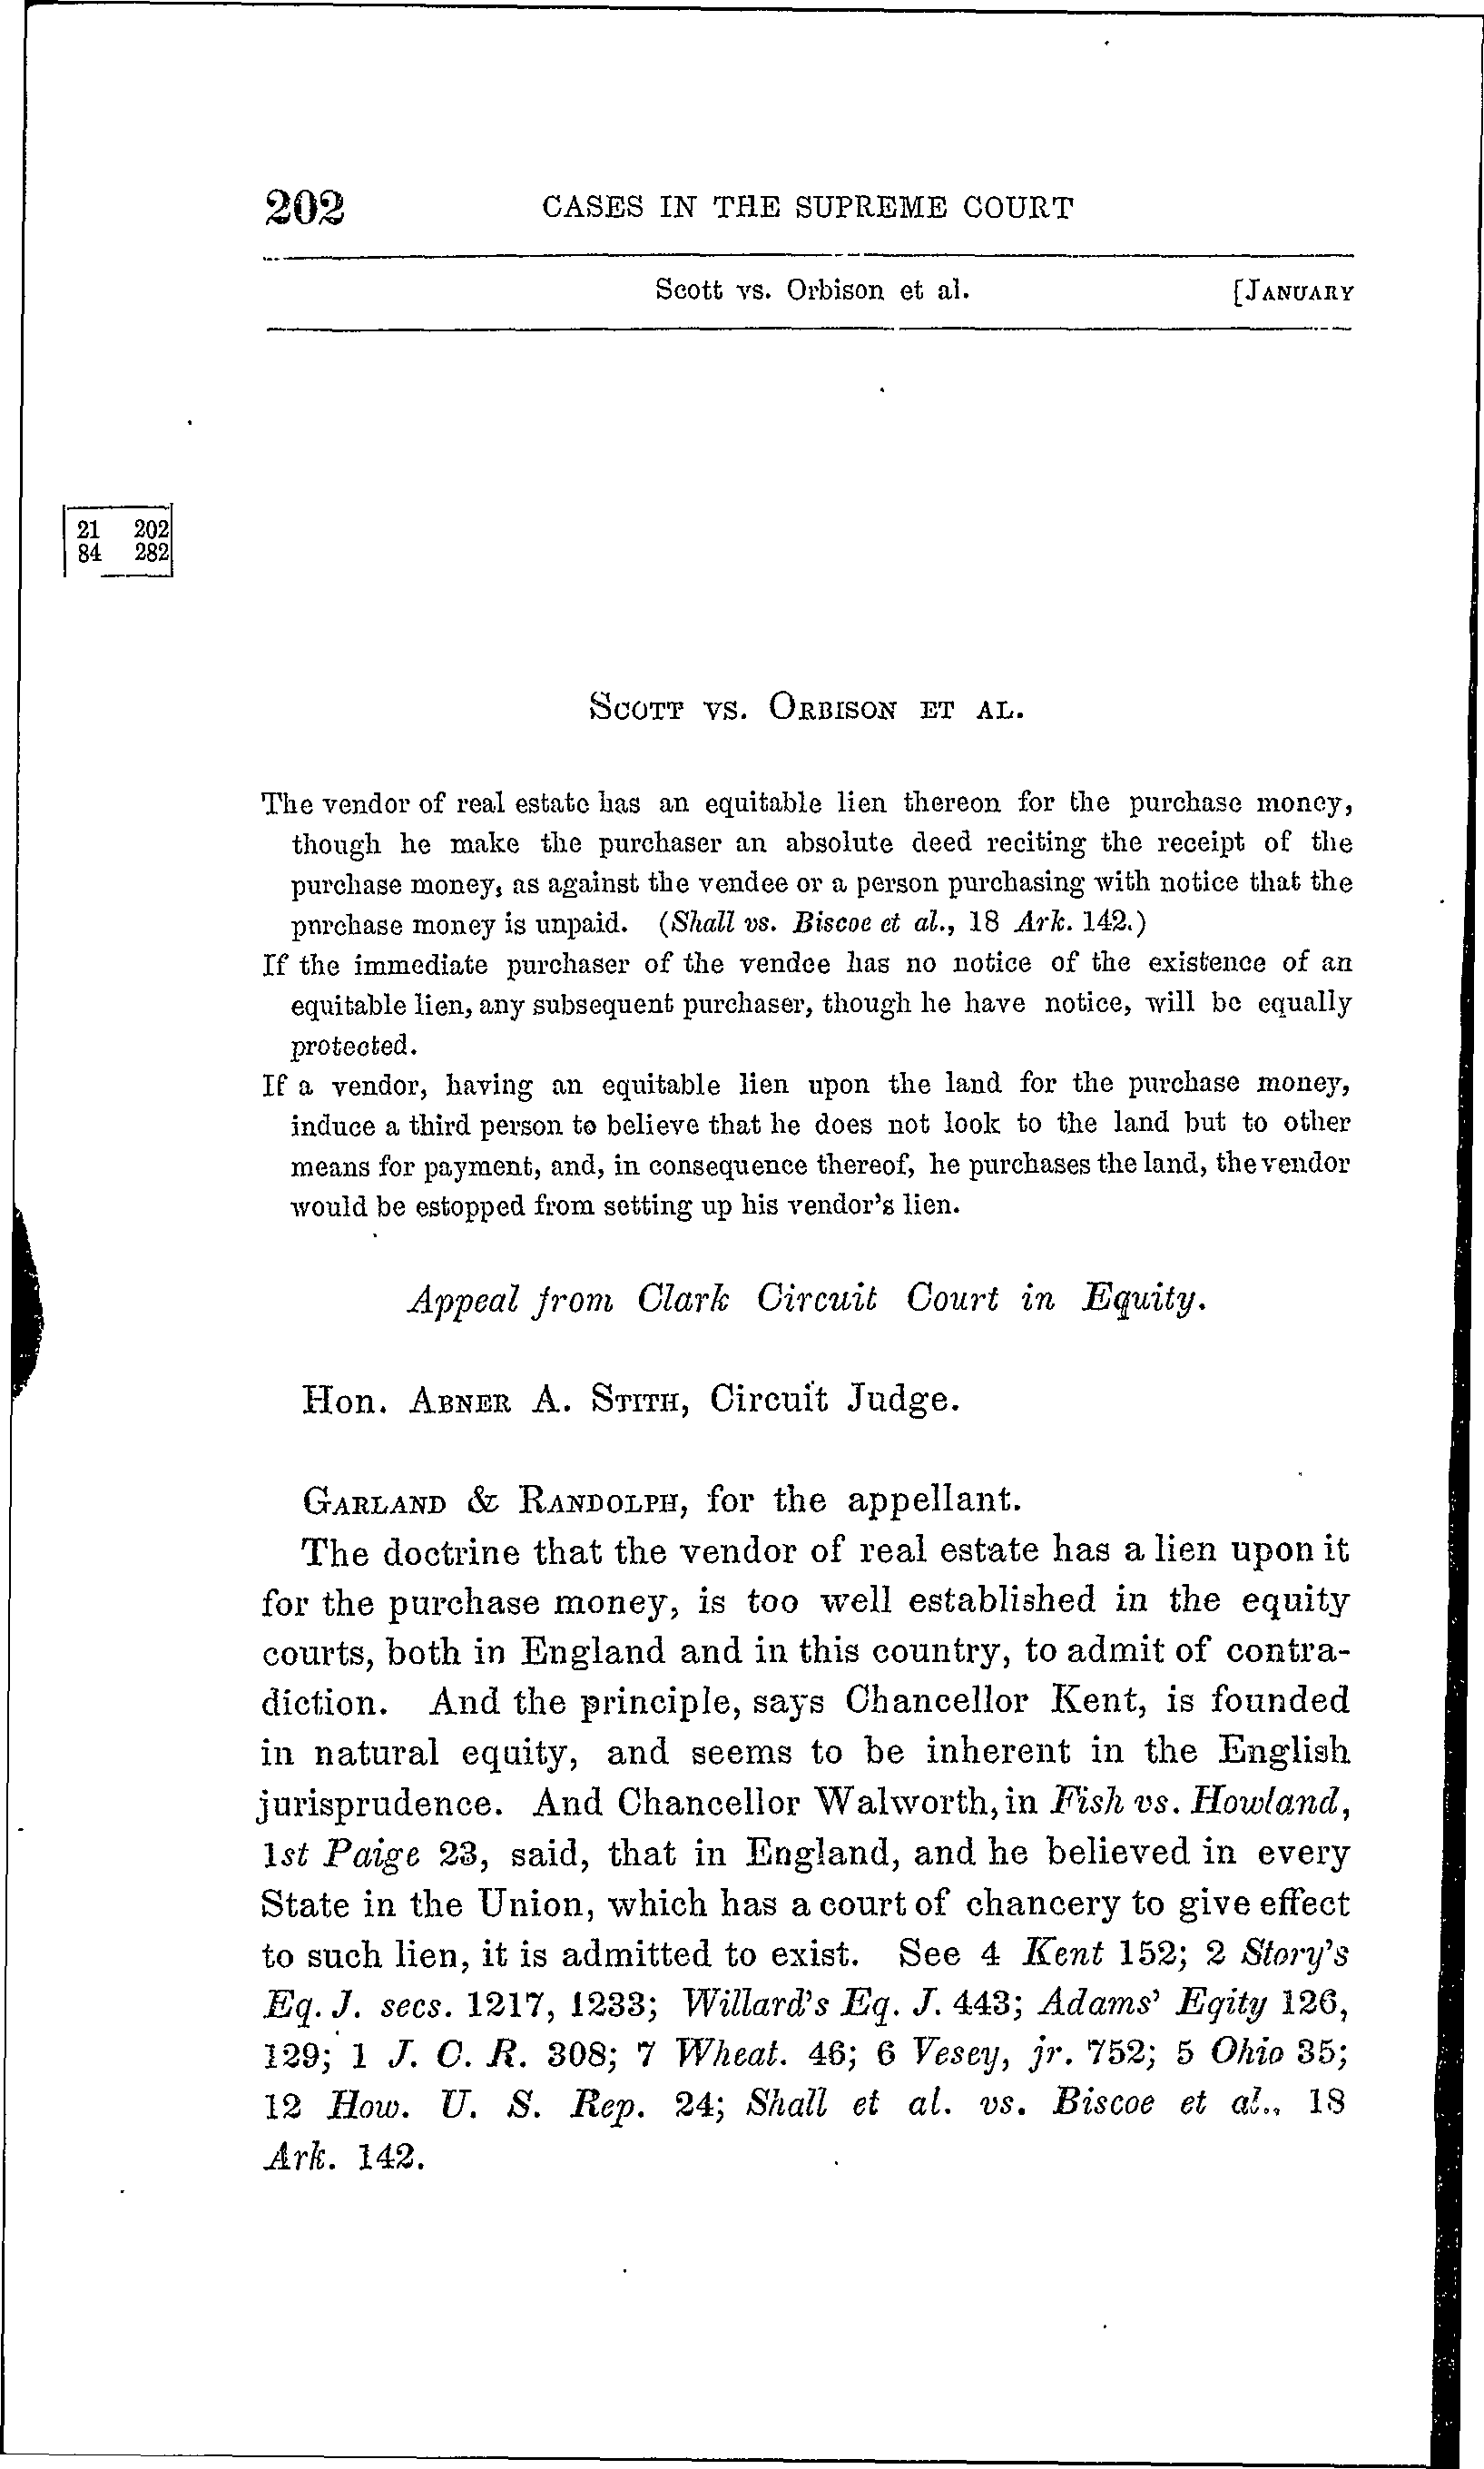 202 CASES IN THE SUPREME COURT
Scott vs. Orbison et al. [JANUARY
21 202
84 282
SCOTT VS. ORBISON ET AL.
The vendor of real estate has an equitable lien thereon for the purchase money,
though he make the purchaser an absolute deed reciting the receipt of the
purchase money, as against the vendee or a person purchasing with notice that the
purchase money is unpaid. (Shall vs. Biscoe et al., 18 Ark. 142.)
If the immediate purchaser of the vendee has no notice of the existence of an
equitable lien, any subsequent purchaser, though he have notice, will be equally
protected.
If a vendor, having an equitable lien upon the land for the purchase money,
induce a third person to believe that he does not look to the land but to other
means for payment, and, in consequence thereof, he purchases the land, the vendor
would be estopped from setting up his vendor's lien.
Appeal from Clark Circuit Court in Equity.
Hon. ABNER A. STITH, Circuit Judge.
GARLAND & RANDOLPH, for the appellant.
The doctrine that the vendor of real estate has a lien upon it
for the purchase money, is too well established in the equity
courts, both in England and in this country, to admit of contra-
diction. And the principle, says Chancellor Kent, is founded
in natural equity, and seems to be inherent in the English
jurisprudence. And Chancellor Walworth, in Fish vs. Howland,
1st Paige 23, said, that in England, and he believed in every
State in the Union, which has a court of chancery to give effect
to such lien, it is admitted to exist. See 4 Kent 152; 2 Story's
Eq. J. secs. 1217, 1233; Willard's Eq. J. 443; Adams' Eqity 126,
129; 1 J. C. R. 308; 7 Wheat. 46; 6 Vesey, jr. 752; 5 Ohio 35;
12 How. U. S. Rep. 24; Shall et al. vs. Biscoe et al., 18
Ark. 142.